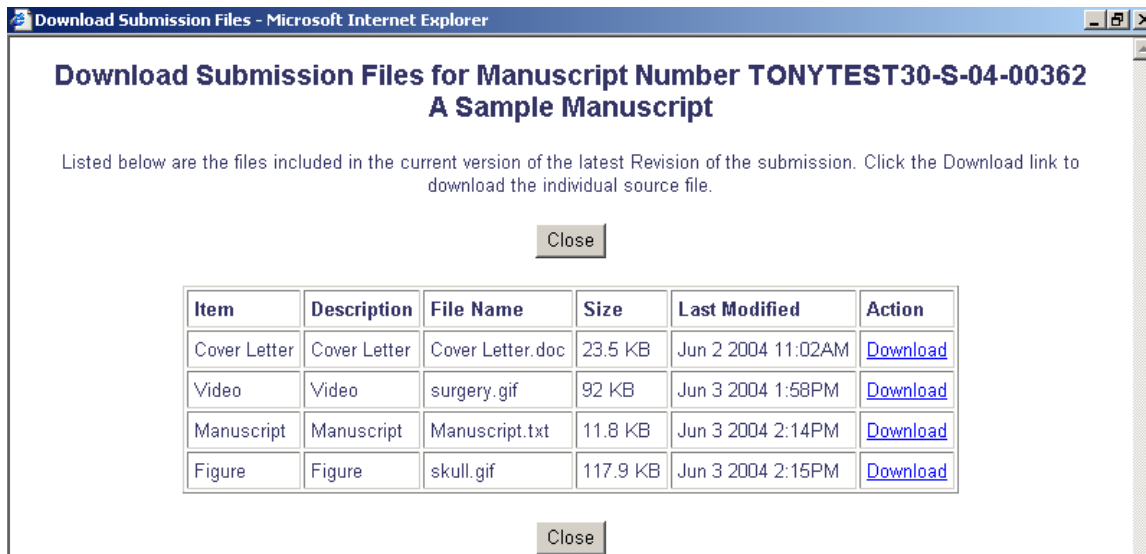 Download Submission Files - Microsoft Internet Explorer
Download Submission Files for Manuscript Number TONYTEST30-S-04-00362
A Sample Manuscript
Listed below are the files included in the current version of the latest Revision of the submission. Click the Download link to
download the individual source file.
Close
Item Description File Name Size Last Modified Action
Cover Letter Cover Letter Cover Letter.doc 23.5 KB Jun 2 2004 11:02AM Download
Video Video surgery.gif 92 KB Jun 3 2004 1:58PM Download
Manuscript Manuscript Manuscript.txt 11.8 KB Jun 3 2004 2:14PM Download
Figure Figure skull.gif 117.9 KB Jun 3 2004 2:15PM Download
Close